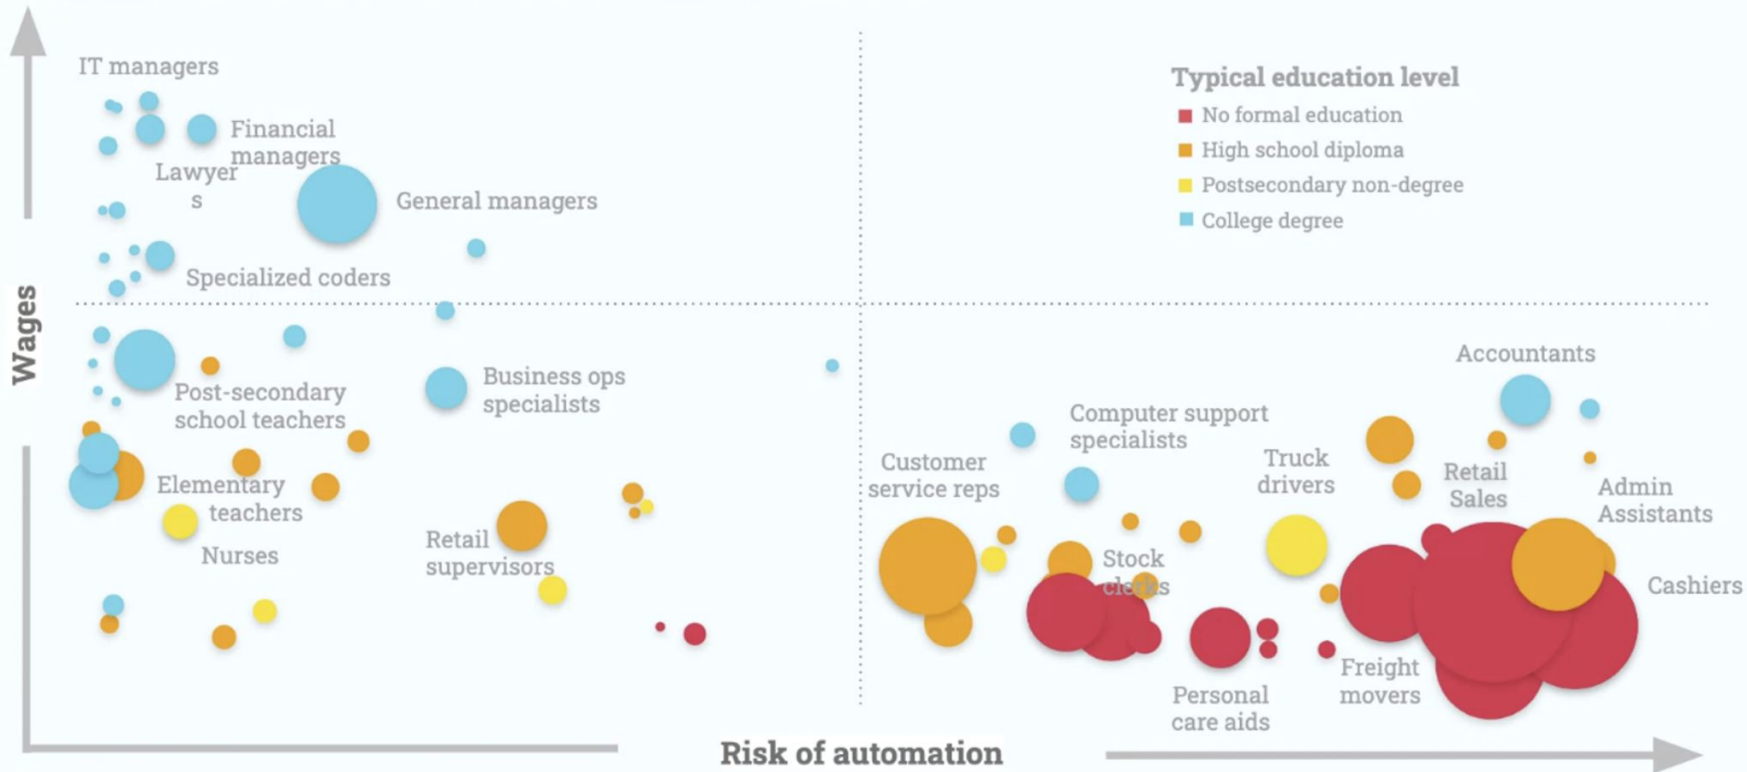 IT managers
Financial
managers
Lawyer
s
General managers
Specialized coders
Typical education level
No formal education
High school diploma
Postsecondary non-degree
College degree
Wages
Post-secondary
school teachers
Business ops
specialists
Elementary
teachers
Nurses
Retail
supervisors
Customer
service reps
Computer support
specialists
Stock
clerks
Truck
drivers
Accountants
Retail
Sales
Admin
Assistants
Cashiers
Personal
care aids
Freight
movers
Risk of automation